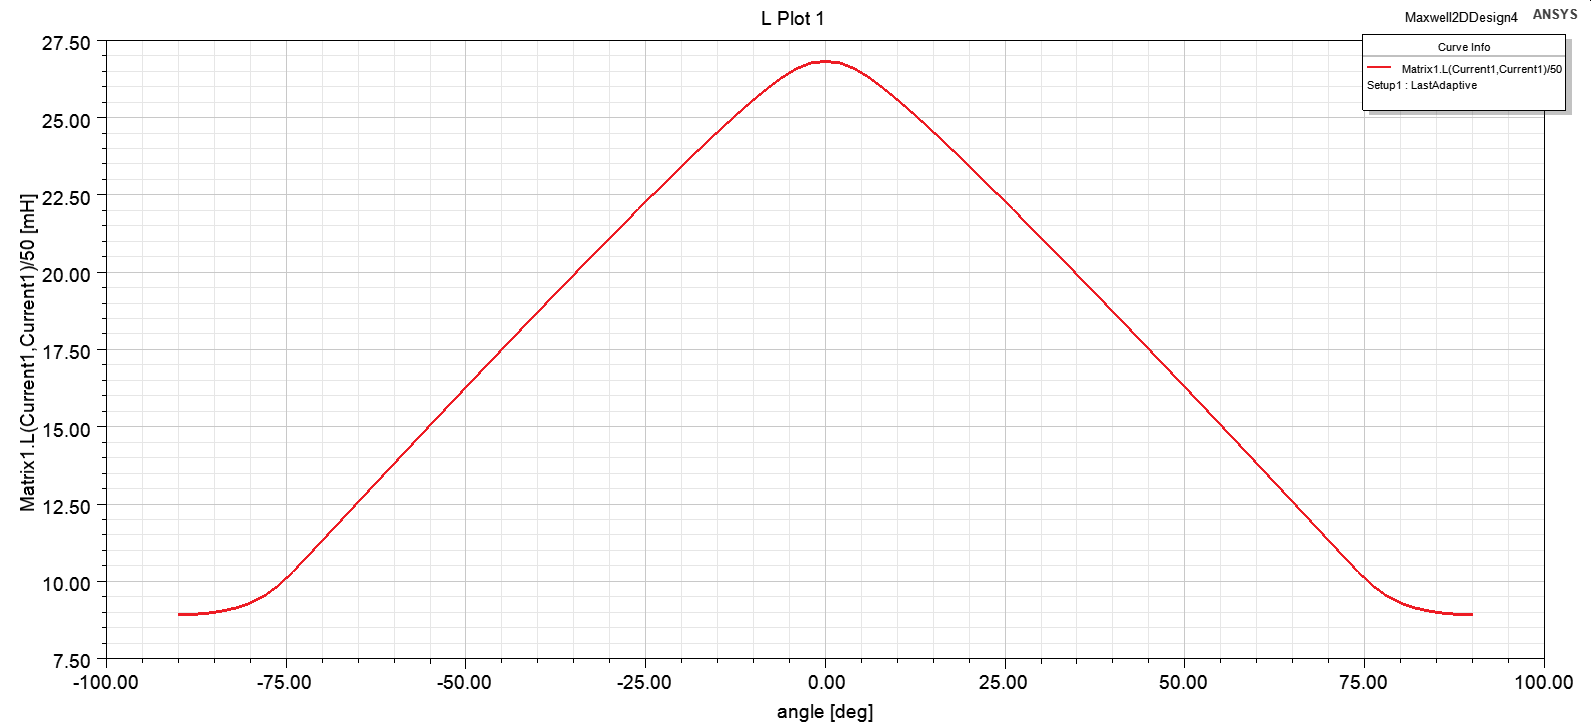 L Plot 1
Maxwell2DDesign4
ANSYS
Curve Info
Matrix1.L(Current1,Current1)/50
Setup1 : LastAdaptive
Matrix1.L(Current1,Current1)/50 [mH]
27.50
25.00
22.50
20.00
17.50
15.00
12.50
10.00
7.50
-100.00 -75.00 -50.00 -25.00 0.00 25.00 50.00 75.00 100.00
angle [deg]